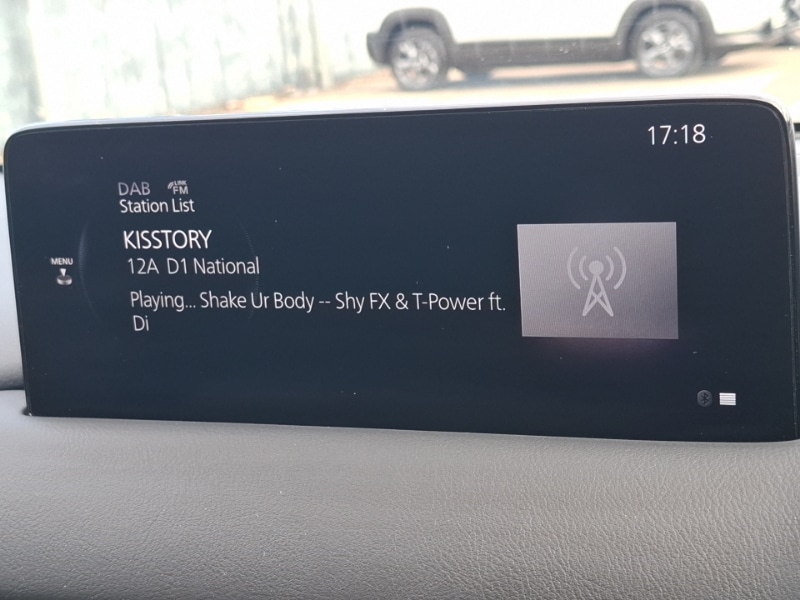 17:18
DAB LINK FM
Station List
KISSTORY
MENU
12A D1 National
Playing... Shake Ur Body -- Shy FX & T-Power ft.
Di